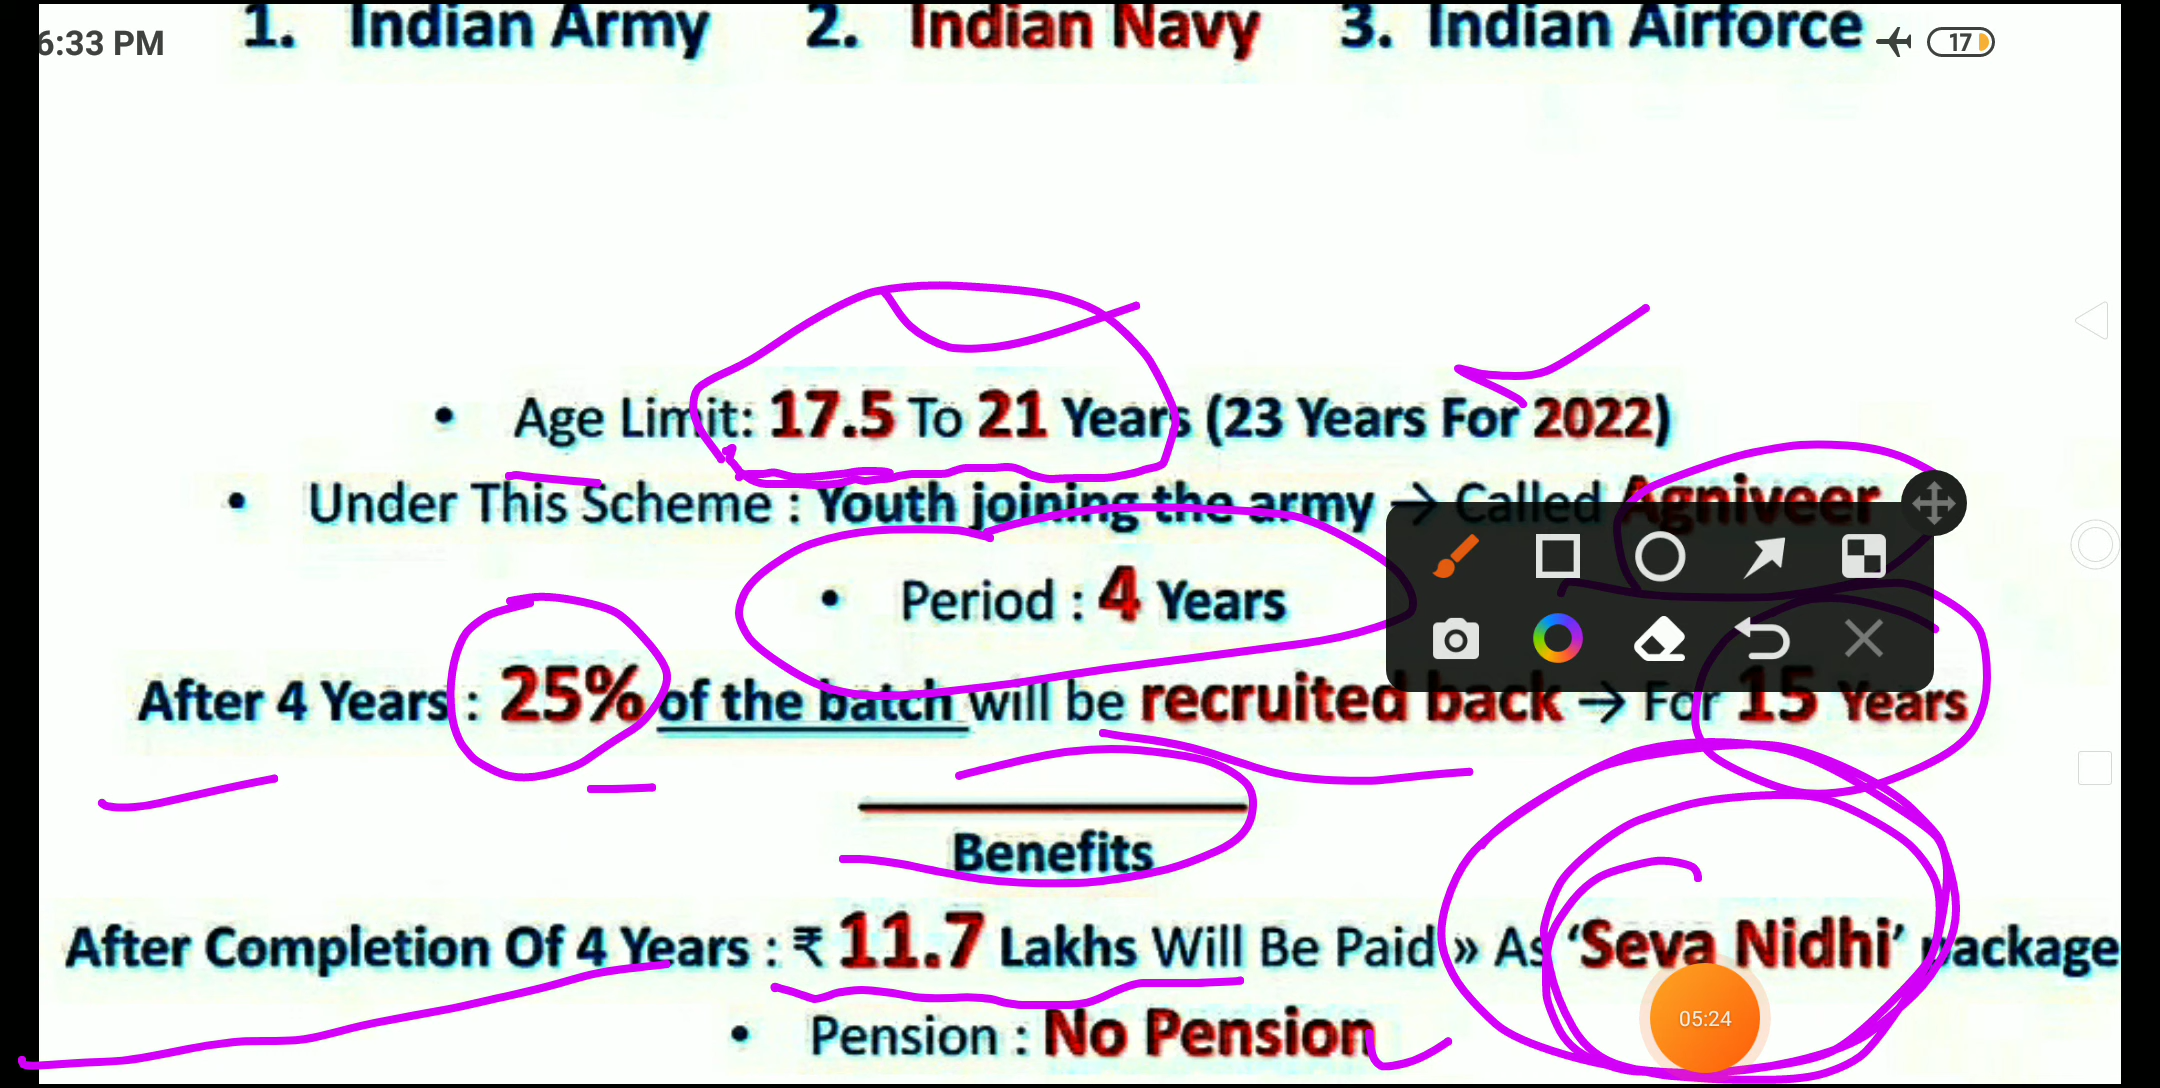 1. Indian Army 2. Indian Navy 3. Indian Airforce
6:33 PM 17
• Age Limit: 17.5 To 21 Years (23 Years For 2022)
• Under This Scheme : Youth joining the army → Called Agniveer
• Period : 4 Years
After 4 Years : 25% of the batch will be recruited back → For 15 Years
Benefits
After Completion Of 4 Years : ₹ 11.7 Lakhs Will Be Paid » As ‘Seva Nidhi’ package
05:24
• Pension : No Pension